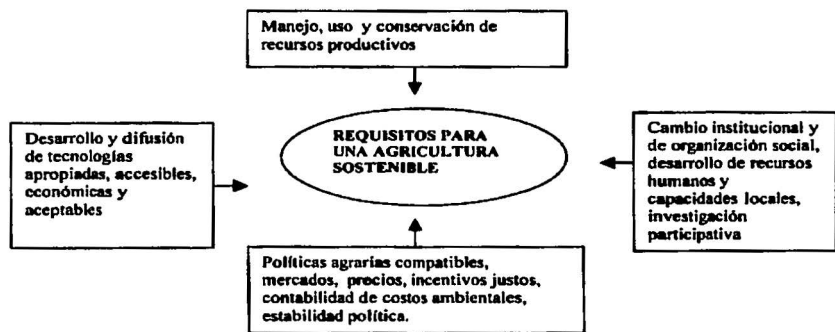 Manejo, uso y conservación de
recursos productivos
Desarrollo y difusión
de tecnologías
apropiadas, accesibles,
económicas y
aceptables
REQUISITOS PARA
UNA AGRICULTURA
SOSTENIBLE
Cambio institucional y
de organización social,
desarrollo de recursos
humanos y
capacidades locales,
investigación
participativa
Políticas agrarias compatibles,
mercados, precios, incentivos justos,
contabilidad de costos ambientales,
estabilidad política.